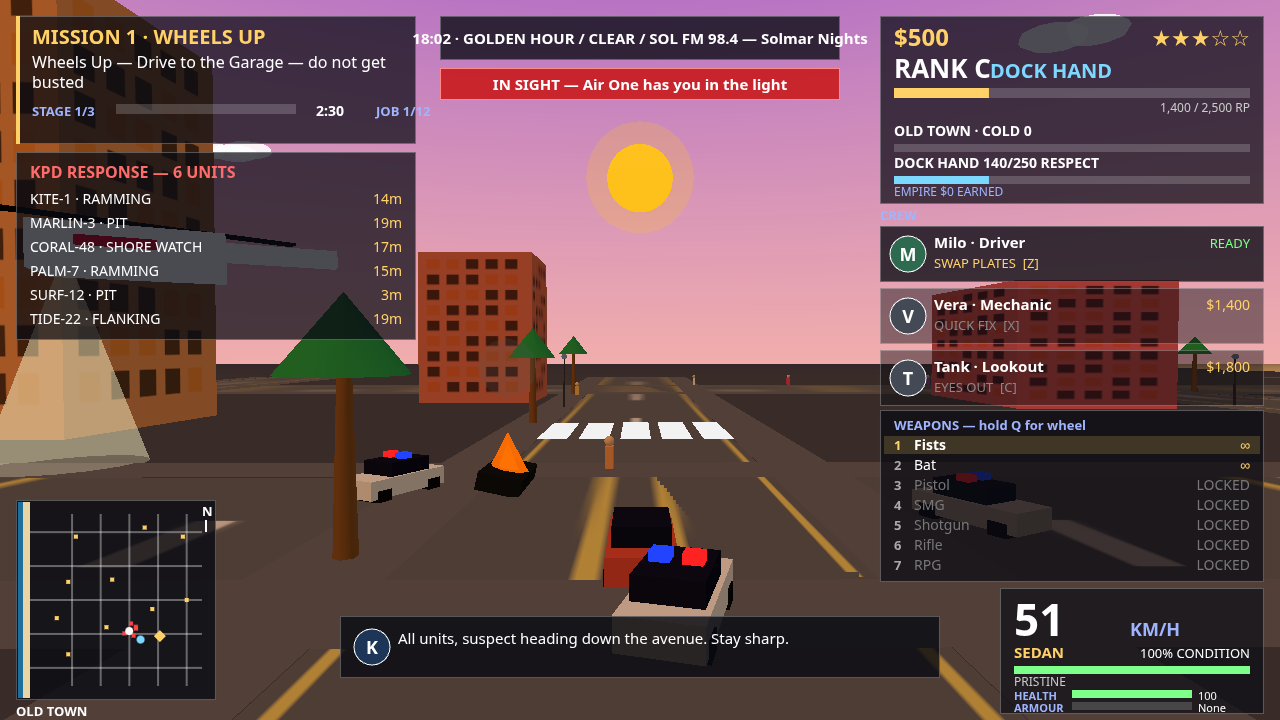 MISSION 1 · WHEELS UP
Wheels Up — Drive to the Garage — do not get
busted
STAGE 1/3
2:30
JOB 1/12
18:02 · GOLDEN HOUR / CLEAR / SOL FM 98.4 — Solmar Nights
IN SIGHT — Air One has you in the light
$500
★★★☆☆
RANK C DOCK HAND
1,400 / 2,500 RP
OLD TOWN · COLD 0
DOCK HAND 140/250 RESPECT
EMPIRE $0 EARNED
KPD RESPONSE — 6 UNITS
KITE-1 · RAMMING 14m
MARLIN-3 · PIT 19m
CORAL-48 · SHORE WATCH 17m
PALM-7 · RAMMING 15m
SURF-12 · PIT 3m
TIDE-22 · FLANKING 19m
CREW
M
Milo · Driver READY
SWAP PLATES [Z]
V
Vera · Mechanic $1,400
QUICK FIX [X]
T
Tank · Lookout $1,800
EYES OUT [C]
WEAPONS — hold Q for wheel
1 Fists ∞
2 Bat ∞
3 Pistol LOCKED
4 SMG LOCKED
5 Shotgun LOCKED
6 Rifle LOCKED
7 RPG LOCKED
N
OLD TOWN
K
All units, suspect heading down the avenue. Stay sharp.
51 KM/H
SEDAN 100% CONDITION
PRISTINE
HEALTH 100
ARMOUR None